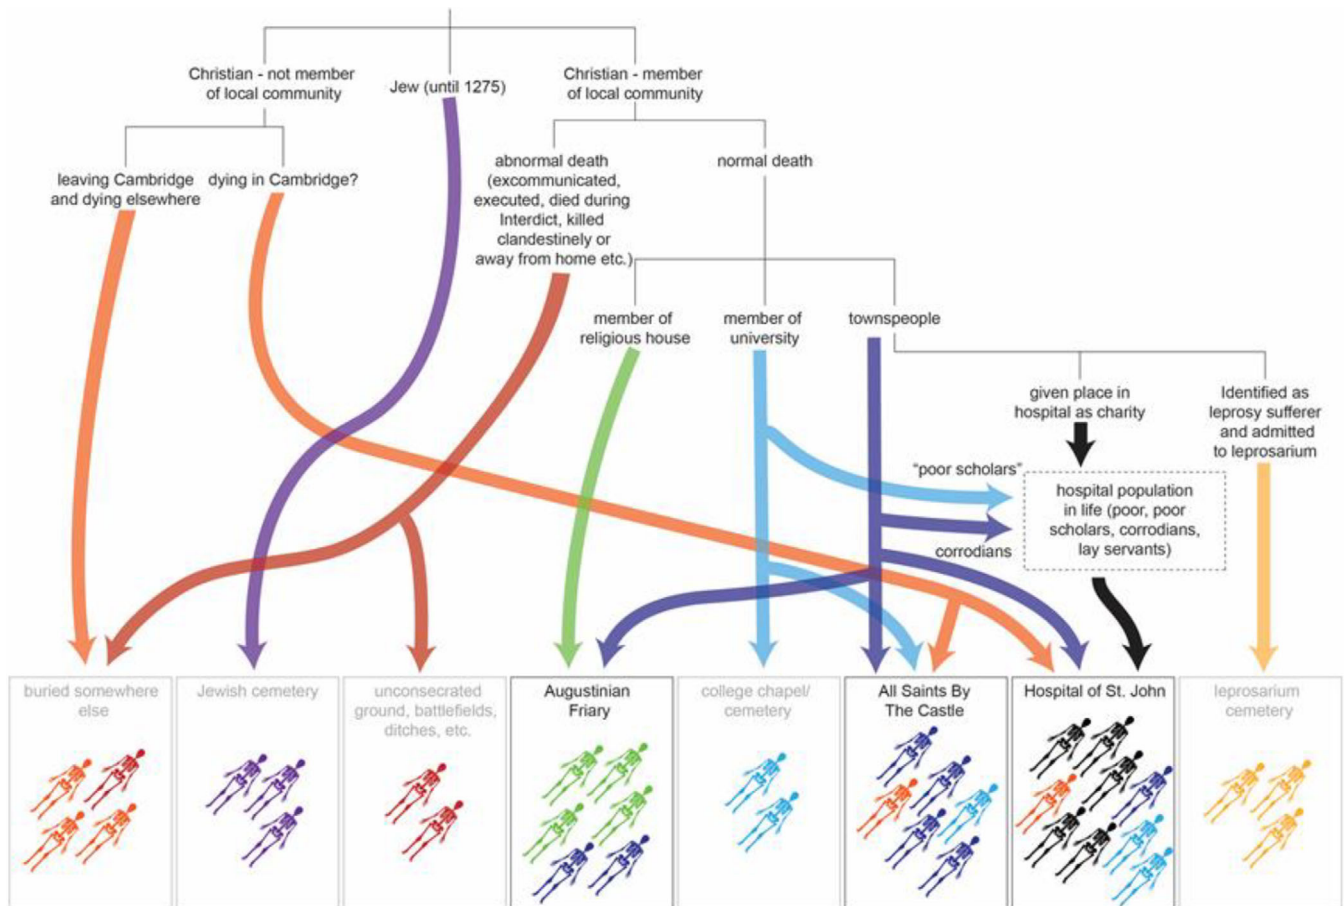 Christian - not member
of local community
Jew (until 1275)
Christian - member
of local community
leaving Cambridge
and dying elsewhere
dying in Cambridge?
abnormal death
(excommunicated,
executed, died during
Interdict, killed
clandestinely or
away from home etc.)
normal death
member of
religious house
member of
university
townspeople
given place in
hospital as charity
Identified as
leprosy sufferer
and admitted
to leprosarium
"poor scholars"
corrodians
hospital population
in life (poor, poor
scholars, corrodians,
lay servants)
buried somewhere
else
Jewish cemetery
unconsecrated
ground, battlefields,
ditches, etc.
Augustinian
Friary
college chapel/
cemetery
All Saints By
The Castle
Hospital of St. John
leprosarium
cemetery